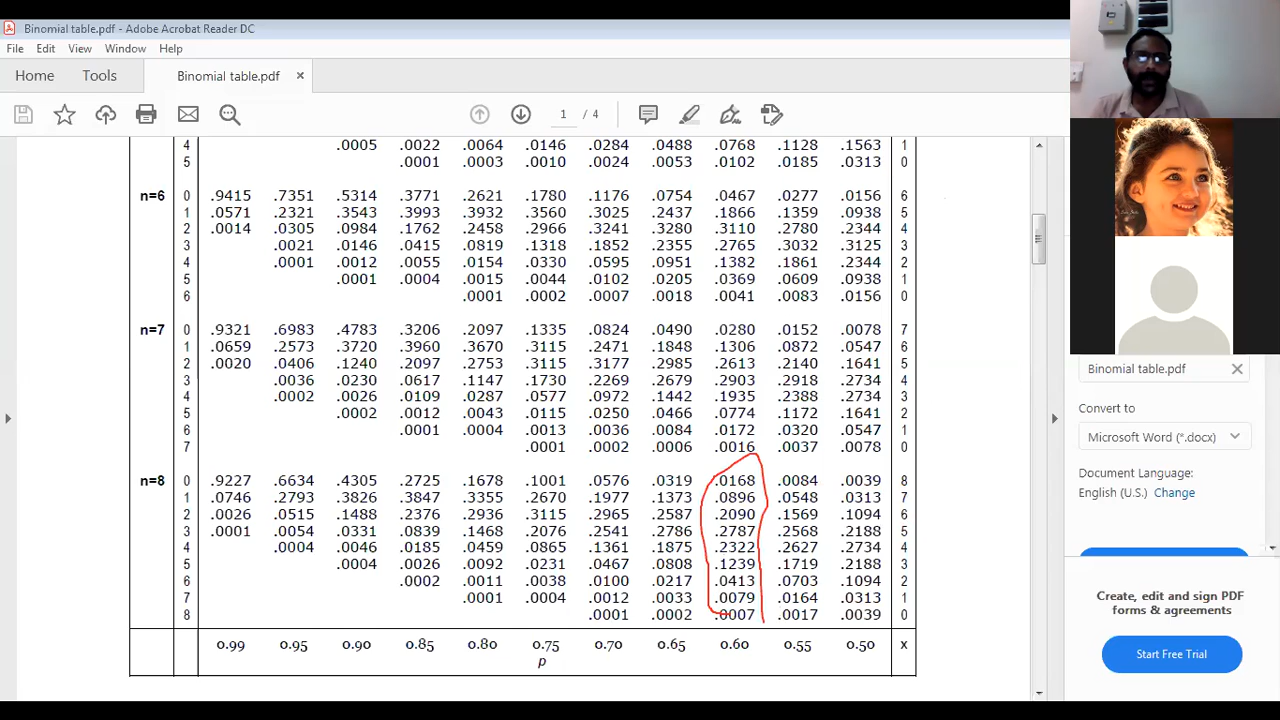 Binomial table.pdf - Adobe Acrobat Reader DC
File Edit View Window Help
Home Tools Binomial table.pdf ×
1 / 4
4 .0005 .0022 .0064 .0146 .0284 .0488 .0768 .1128 .1563 1
5 .0001 .0003 .0010 .0024 .0053 .0102 .0185 .0313 0
n=6 0 .9415 .7351 .5314 .3771 .2621 .1780 .1176 .0754 .0467 .0277 .0156 6
1 .0571 .2321 .3543 .3993 .3932 .3560 .3025 .2437 .1866 .1359 .0938 5
2 .0014 .0305 .0984 .1762 .2458 .2966 .3241 .3280 .3110 .2780 .2344 4
3 .0021 .0146 .0415 .0819 .1318 .1852 .2355 .2765 .3032 .3125 3
4 .0001 .0012 .0055 .0154 .0330 .0595 .0951 .1382 .1861 .2344 2
5 .0001 .0004 .0015 .0044 .0102 .0205 .0369 .0609 .0938 1
6 .0001 .0002 .0007 .0018 .0041 .0083 .0156 0
n=7 0 .9321 .6983 .4783 .3206 .2097 .1335 .0824 .0490 .0280 .0152 .0078 7
1 .0659 .2573 .3720 .3960 .3670 .3115 .2471 .1848 .1306 .0872 .0547 6
2 .0020 .0406 .1240 .2097 .2753 .3115 .3177 .2985 .2613 .2140 .1641 5
3 .0036 .0230 .0617 .1147 .1730 .2269 .2679 .2903 .2918 .2734 4
4 .0002 .0026 .0109 .0287 .0577 .0972 .1442 .1935 .2388 .2734 3
5 .0002 .0012 .0043 .0115 .0250 .0466 .0774 .1172 .1641 2
6 .0001 .0004 .0013 .0036 .0084 .0172 .0320 .0547 1
7 .0001 .0002 .0006 .0016 .0037 .0078 0
n=8 0 .9227 .6634 .4305 .2725 .1678 .1001 .0576 .0319 .0168 .0084 .0039 8
1 .0746 .2793 .3826 .3847 .3355 .2670 .1977 .1373 .0896 .0548 .0313 7
2 .0026 .0515 .1488 .2376 .2936 .3115 .2965 .2587 .2090 .1569 .1094 6
3 .0001 .0054 .0331 .0839 .1468 .2076 .2541 .2786 .2787 .2568 .2188 5
4 .0004 .0046 .0185 .0459 .0865 .1361 .1875 .2322 .2627 .2734 4
5 .0004 .0026 .0092 .0231 .0467 .0808 .1239 .1719 .2188 3
6 .0002 .0011 .0038 .0100 .0217 .0413 .0703 .1094 2
7 .0001 .0004 .0012 .0033 .0079 .0164 .0313 1
8 .0001 .0002 .0007 .0017 .0039 0
0.99 0.95 0.90 0.85 0.80 0.75 0.70 0.65 0.60 0.55 0.50 x
p
Binomial table.pdf ×
Convert to
Microsoft Word (*.docx)
Document Language:
English (U.S.) Change
Create, edit and sign PDF
forms & agreements
Start Free Trial